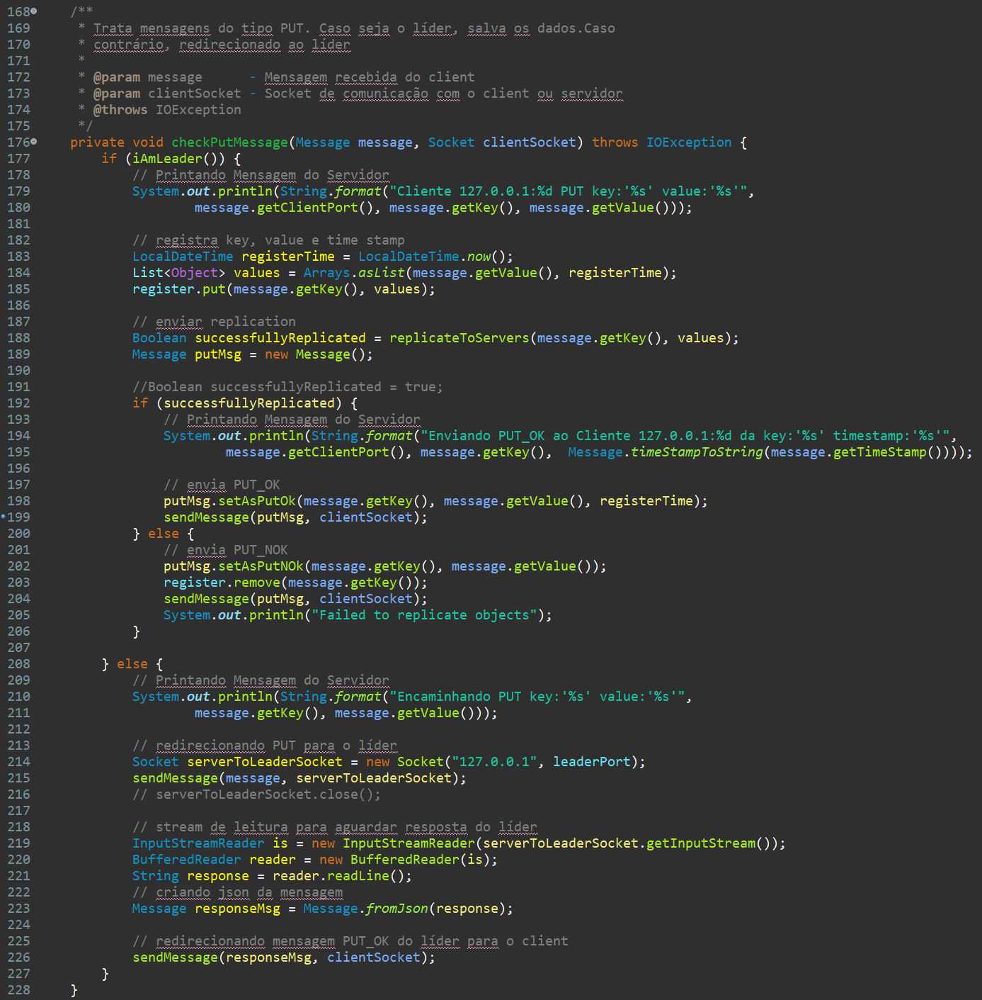 168 /**
169 * Trata mensagens do tipo PUT. Caso seja o líder, salva os dados.Caso
170 * contrário, redirecionado ao líder
171 *
172 * @param message      - Mensagem recebida do client
173 * @param clientSocket - Socket de comunicação com o client ou servidor
174 * @throws IOException
175 */
176 private void checkPutMessage(Message message, Socket clientSocket) throws IOException {
177     if (iAmLeader()) {
178         // Printando Mensagem do Servidor
179         System.out.println(String.format("Cliente 127.0.0.1:%d PUT key:'%s' value:'%s'",
180                 message.getClientPort(), message.getKey(), message.getValue()));
181
182         // registra key, value e time stamp
183         LocalDateTime registerTime = LocalDateTime.now();
184         List<Object> values = Arrays.asList(message.getValue(), registerTime);
185         register.put(message.getKey(), values);
186
187         // enviar replication
188         Boolean successfullyReplicated = replicateToServers(message.getKey(), values);
189         Message putMsg = new Message();
190
191         //Boolean successfullyReplicated = true;
192         if (successfullyReplicated) {
193             // Printando Mensagem do Servidor
194             System.out.println(String.format("Enviando PUT_OK ao Cliente 127.0.0.1:%d da key:'%s' timestamp:'%s'",
195                     message.getClientPort(), message.getKey(),  Message.timeStampToString(message.getTimeStamp())));
196
197             // envia PUT_OK
198             putMsg.setAsPutOk(message.getKey(), message.getValue(), registerTime);
199             sendMessage(putMsg, clientSocket);
200         } else {
201             // envia PUT_NOK
202             putMsg.setAsPutNOk(message.getKey(), message.getValue());
203             register.remove(message.getKey());
204             sendMessage(putMsg, clientSocket);
205             System.out.println("Failed to replicate objects");
206         }
207
208     } else {
209         // Printando Mensagem do Servidor
210         System.out.println(String.format("Encaminhando PUT key:'%s' value:'%s'",
211                 message.getKey(), message.getValue()));
212
213         // redirecionando PUT para o líder
214         Socket serverToLeaderSocket = new Socket("127.0.0.1", leaderPort);
215         sendMessage(message, serverToLeaderSocket);
216         // serverToLeaderSocket.close();
217
218         // stream de leitura para aguardar resposta do líder
219         InputStreamReader is = new InputStreamReader(serverToLeaderSocket.getInputStream());
220         BufferedReader reader = new BufferedReader(is);
221         String response = reader.readLine();
222         // criando json da mensagem
223         Message responseMsg = Message.fromJson(response);
224
225         // redirecionando mensagem PUT_OK do líder para o client
226         sendMessage(responseMsg, clientSocket);
227     }
228 }